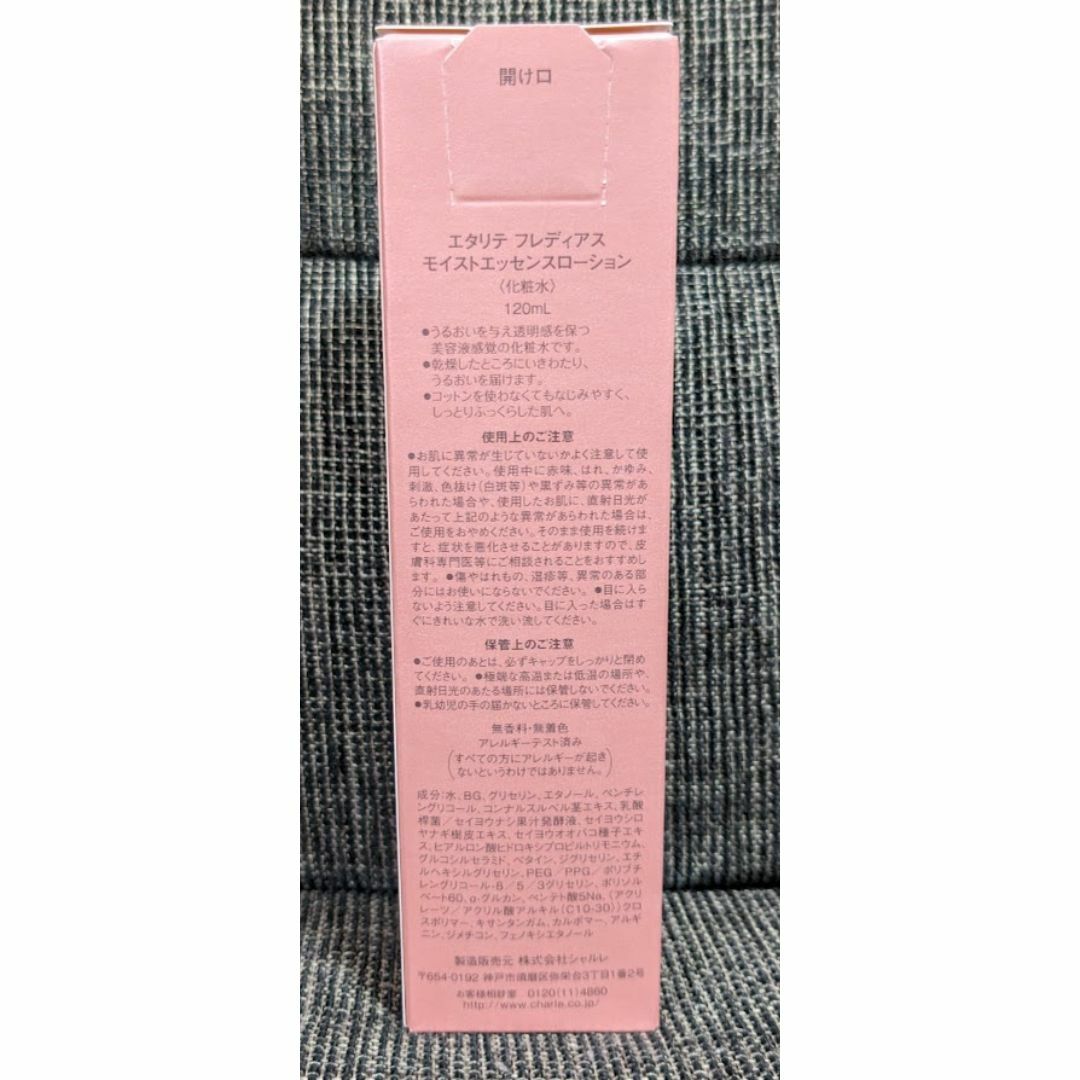 開け口
エタリテ フレディアス
モイストエッセンスローション
〈化粧水〉
120mL
●うるおいを与え透明感を保つ
美容液感覚の化粧水です。
●乾燥したところにいきわたり、
うるおいを届けます。
●コットンを使わなくてもなじみやすく、
しっとりふっくらした肌へ。
使用上のご注意
●お肌に異常が生じていないかよく注意して使
用してください。使用中に赤味、はれ、かゆみ、
刺激、色抜け(白斑等)や黒ずみ等の異常があ
らわれた場合や、使用したお肌に、直射日光が
あたって上記のような異常があらわれた場合は、
ご使用をおやめください。そのまま使用を続けま
すと、症状を悪化させることがありますので、皮
膚科専門医等にご相談されることをおすすめし
ます。 ●傷やはれもの、湿疹等、異常のある部
分にはお使いにならないでください。 ●目に入ら
ないよう注意してください。目に入った場合はす
ぐにきれいな水で洗い流してください。
保管上のご注意
●ご使用のあとは、必ずキャップをしっかりと閉め
てください。 ●極端な高温または低温の場所や、
直射日光のあたる場所には保管しないでください。
●乳幼児の手の届かないところに保管してください。
無香料・無着色
アレルギーテスト済み
(すべての方にアレルギーが起き
ないというわけではありません。)
成分:水、BG、グリセリン、エタノール、ペンチレ
ングリコール、コンナルスルベル茎エキス、乳酸
桿菌/セイヨウナシ果汁発酵液、セイヨウシロ
ヤナギ樹皮エキス、セイヨウオオバコ種子エキ
ス、ヒアルロン酸ヒドロキシプロピルトリモニウム、
グルコシルセラミド、ベタイン、ジグリセリン、エチ
ルヘキシルグリセリン、PEG/PPG/ポリブチ
レングリコール-8/5/3グリセリン、ポリソル
ベート60、α-グルカン、ペンテト酸5Na、(アクリ
レーツ/アクリル酸アルキル(C10-30))クロ
スポリマー、キサンタンガム、カルボマー、アルギ
ニン、ジメチコン、フェノキシエタノール
製造販売元 株式会社シャルレ
〒654-0192 神戸市須磨区弥栄台3丁目1番2号
お客様相談室 0120(11)4860
http://www.charle.co.jp/